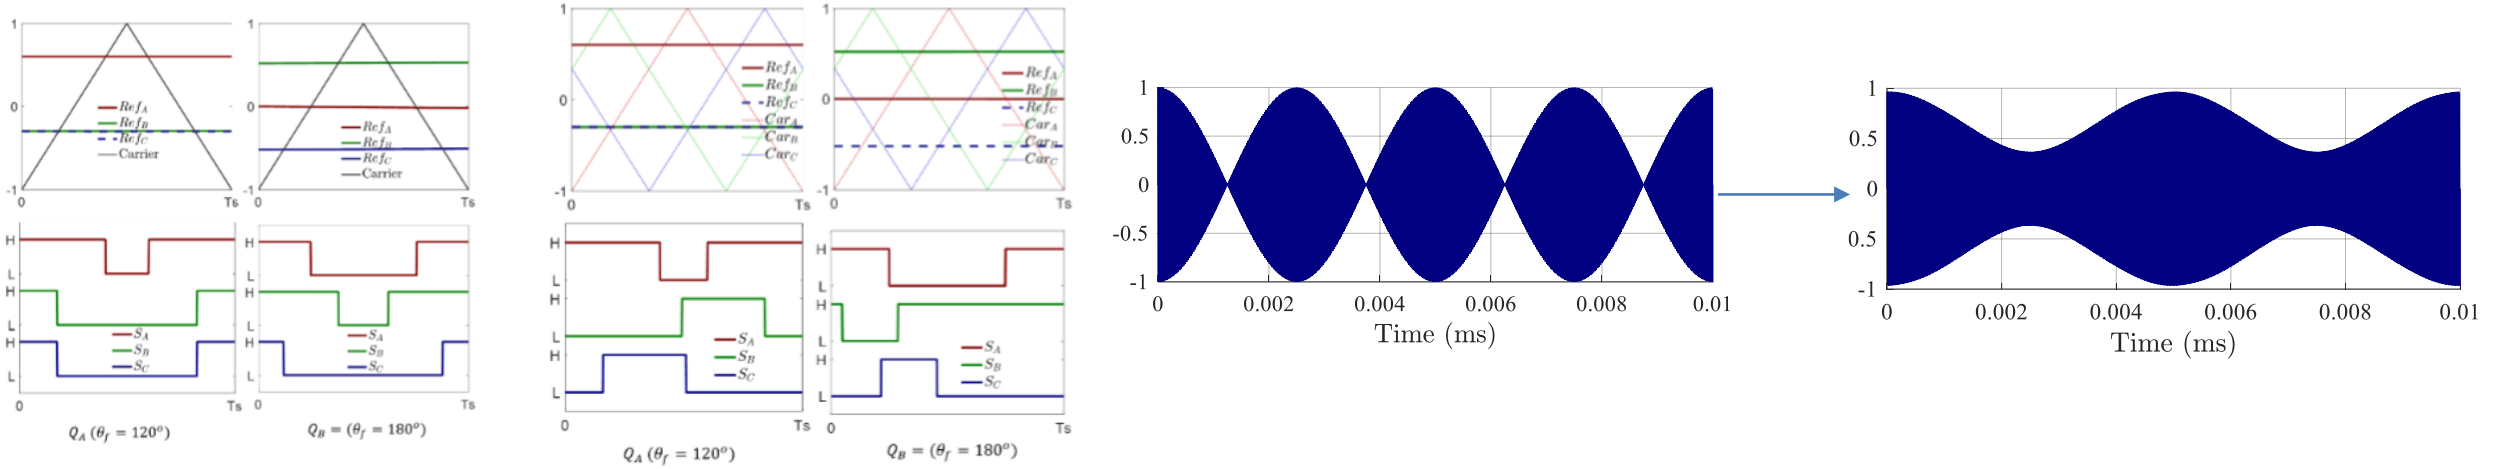 1
0
-1
0
Ts
Ref_A
Ref_B
Ref_C
Carrier
1
0
-1
0
Ts
Ref_A
Ref_B
Ref_C
Carrier
H
L
H
L
H
L
S_A
S_B
S_C
0
Ts
Q_A (θ_f = 120°)
H
L
H
L
H
L
S_A
S_B
S_C
0
Ts
Q_B = (θ_f = 180°)
1
0
-1
0
Ts
Ref_A
Ref_B
Ref_C
Car_A
Car_B
Car_C
1
0
-1
0
Ts
Ref_A
Ref_B
Ref_C
Car_A
Car_B
Car_C
H
L
H
L
H
L
S_A
S_B
S_C
0
Ts
Q_A (θ_f = 120°)
H
L
H
L
H
L
S_A
S_B
S_C
0
Ts
Q_B = (θ_f = 180°)
1
0.5
0
-0.5
-1
0 0.002 0.004 0.006 0.008 0.01
Time (ms)
1
0.5
0
0.5
-1
0 0.002 0.004 0.006 0.008 0.01
Time (ms)